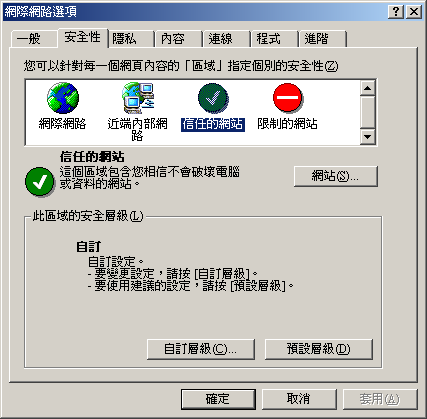 網際網路選項
一般 安全性 隱私 內容 連線 程式 進階
您可以針對每一個網頁內容的「區域」指定個別的安全性(Z)
網際網路 近端內部網路 信任的網站 限制的網站
信任的網站
這個區域包含您相信不會破壞電腦
或資料的網站。
網站(S)...
此區域的安全層級(L)
自訂
自訂設定。
- 要變更設定，請按 [自訂層級]。
- 要使用建議的設定，請按 [預設層級]。
自訂層級(C)... 預設層級(D)
確定 取消 套用(A)